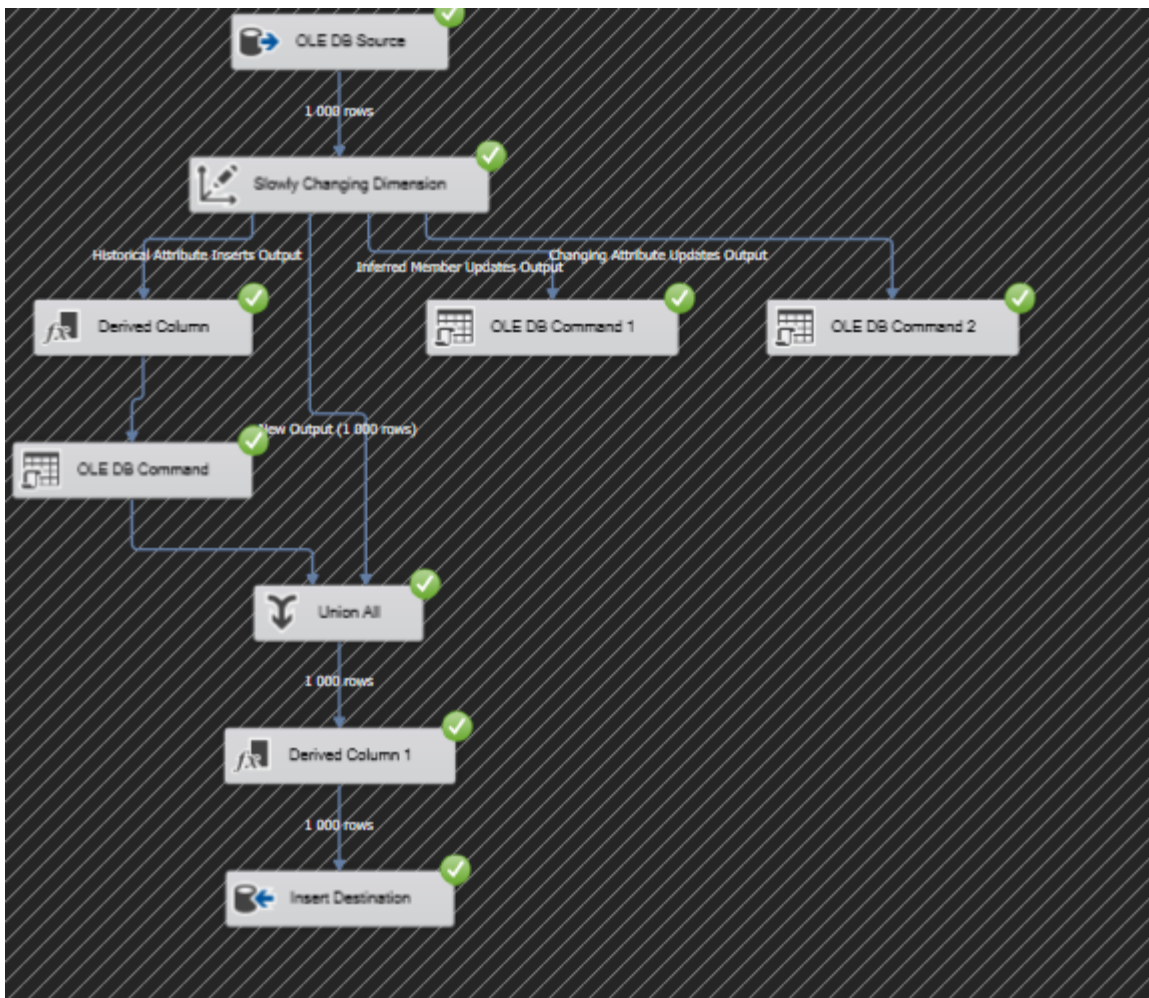 OLE DB Source
1 000 rows
Slowly Changing Dimension
Historical Attribute Inserts Output
Inferred Member Updates Output
Changing Attribute Updates Output
Derived Column
OLE DB Command 1
OLE DB Command 2
New Output (1 000 rows)
OLE DB Command
Union All
1 000 rows
Derived Column 1
1 000 rows
Insert Destination